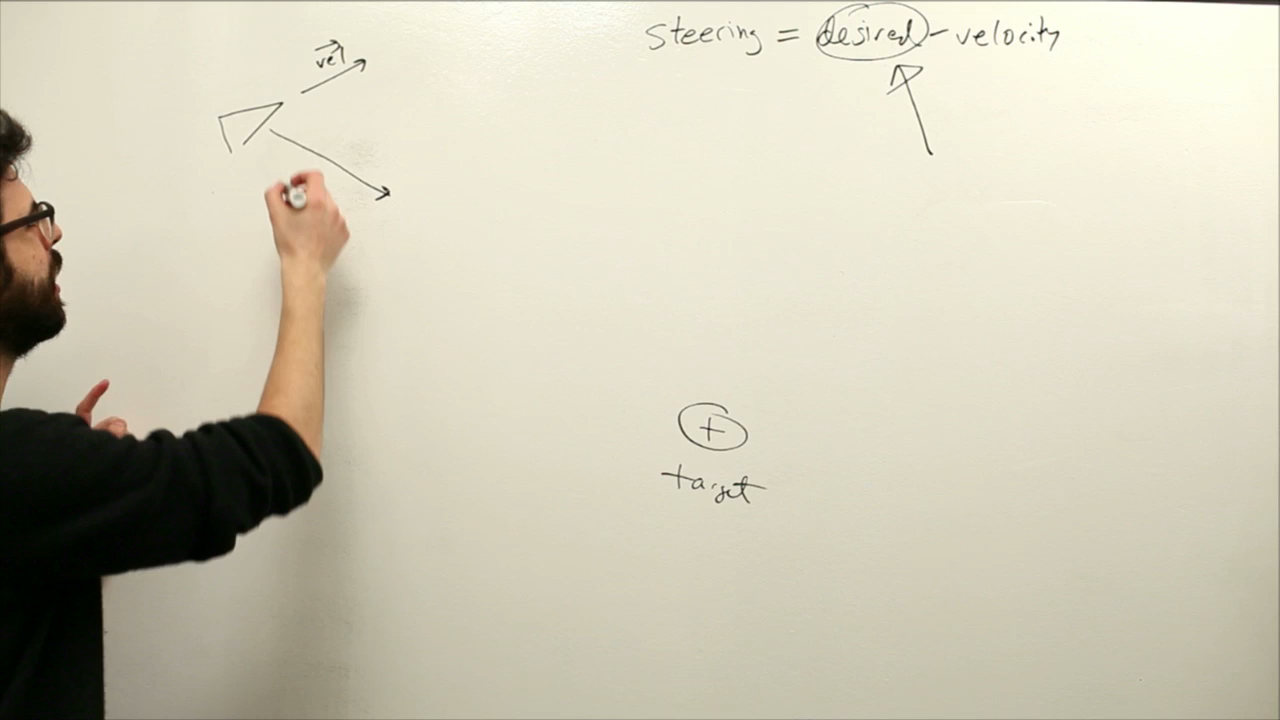 steering = desired - velocity
vel
+
target